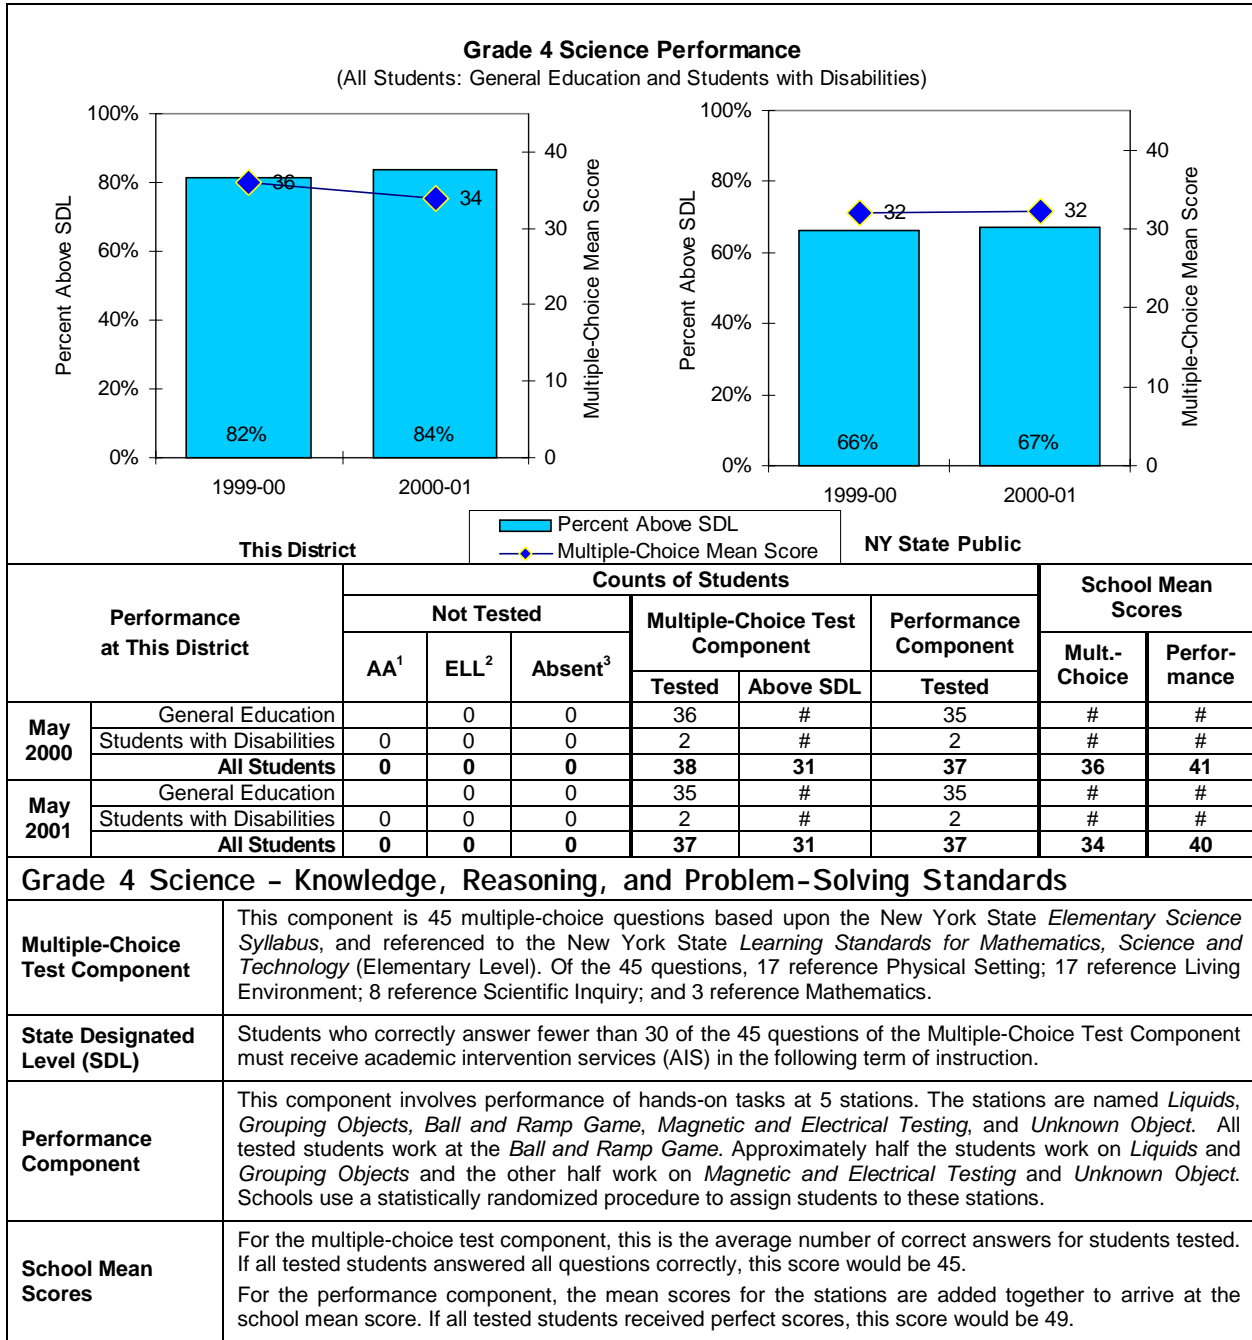 Grade 4 Science Performance
(All Students: General Education and Students with Disabilities)
100%
80%
60%
40%
20%
0%
Percent Above SDL
36
34
82%
84%
1999-00
2000-01
40
30
20
10
0
Multiple-Choice Mean Score
This District
100%
80%
60%
40%
20%
0%
Percent Above SDL
32
32
66%
67%
1999-00
2000-01
40
30
20
10
0
Multiple-Choice Mean Score
NY State Public
Percent Above SDL
Multiple-Choice Mean Score
Performance
at This District
Counts of Students
School Mean
Scores
Not Tested
Multiple-Choice Test
Component
Performance
Component
Mult.-
Choice
Perfor-
mance
AA1 ELL2 Absent3
Tested Above SDL Tested
May
2000
General Education 0 0 36 # 35 # #
Students with Disabilities 0 0 0 2 # 2 # #
All Students 0 0 0 38 31 37 36 41
May
2001
General Education 0 0 35 # 35 # #
Students with Disabilities 0 0 0 2 # 2 # #
All Students 0 0 0 37 31 37 34 40
Grade 4 Science – Knowledge, Reasoning, and Problem-Solving Standards
Multiple-Choice
Test Component
This component is 45 multiple-choice questions based upon the New York State Elementary Science
Syllabus, and referenced to the New York State Learning Standards for Mathematics, Science and
Technology (Elementary Level). Of the 45 questions, 17 reference Physical Setting; 17 reference Living
Environment; 8 reference Scientific Inquiry; and 3 reference Mathematics.
State Designated
Level (SDL)
Students who correctly answer fewer than 30 of the 45 questions of the Multiple-Choice Test Component
must receive academic intervention services (AIS) in the following term of instruction.
Performance
Component
This component involves performance of hands-on tasks at 5 stations. The stations are named Liquids,
Grouping Objects, Ball and Ramp Game, Magnetic and Electrical Testing, and Unknown Object. All
tested students work at the Ball and Ramp Game. Approximately half the students work on Liquids and
Grouping Objects and the other half work on Magnetic and Electrical Testing and Unknown Object.
Schools use a statistically randomized procedure to assign students to these stations.
School Mean
Scores
For the multiple-choice test component, this is the average number of correct answers for students tested.
If all tested students answered all questions correctly, this score would be 45.
For the performance component, the mean scores for the stations are added together to arrive at the
school mean score. If all tested students received perfect scores, this score would be 49.